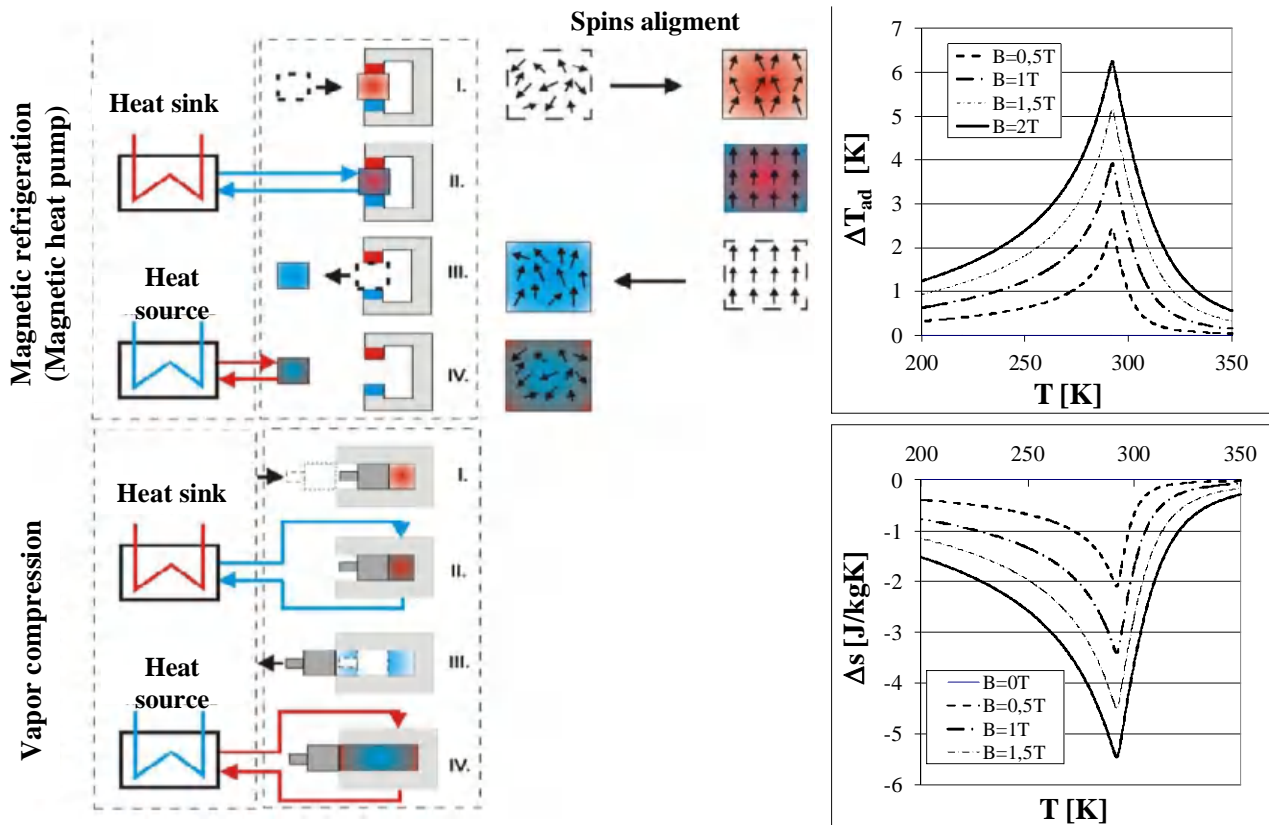 Spins aligment
Magnetic refrigeration
(Magnetic heat pump)
Heat sink
I.
II.
Heat
source
III.
IV.
Vapor compression
Heat sink
I.
II.
Heat
source
III.
IV.
ΔTad [K]
7
6
5
4
3
2
1
0
B=0,5T
B=1T
B=1,5T
B=2T
200
250
300
350
T [K]
200
250
300
350
Δs [J/kgK]
0
-1
-2
-3
-4
-5
-6
B=0T
B=0,5T
B=1T
B=1,5T
T [K]